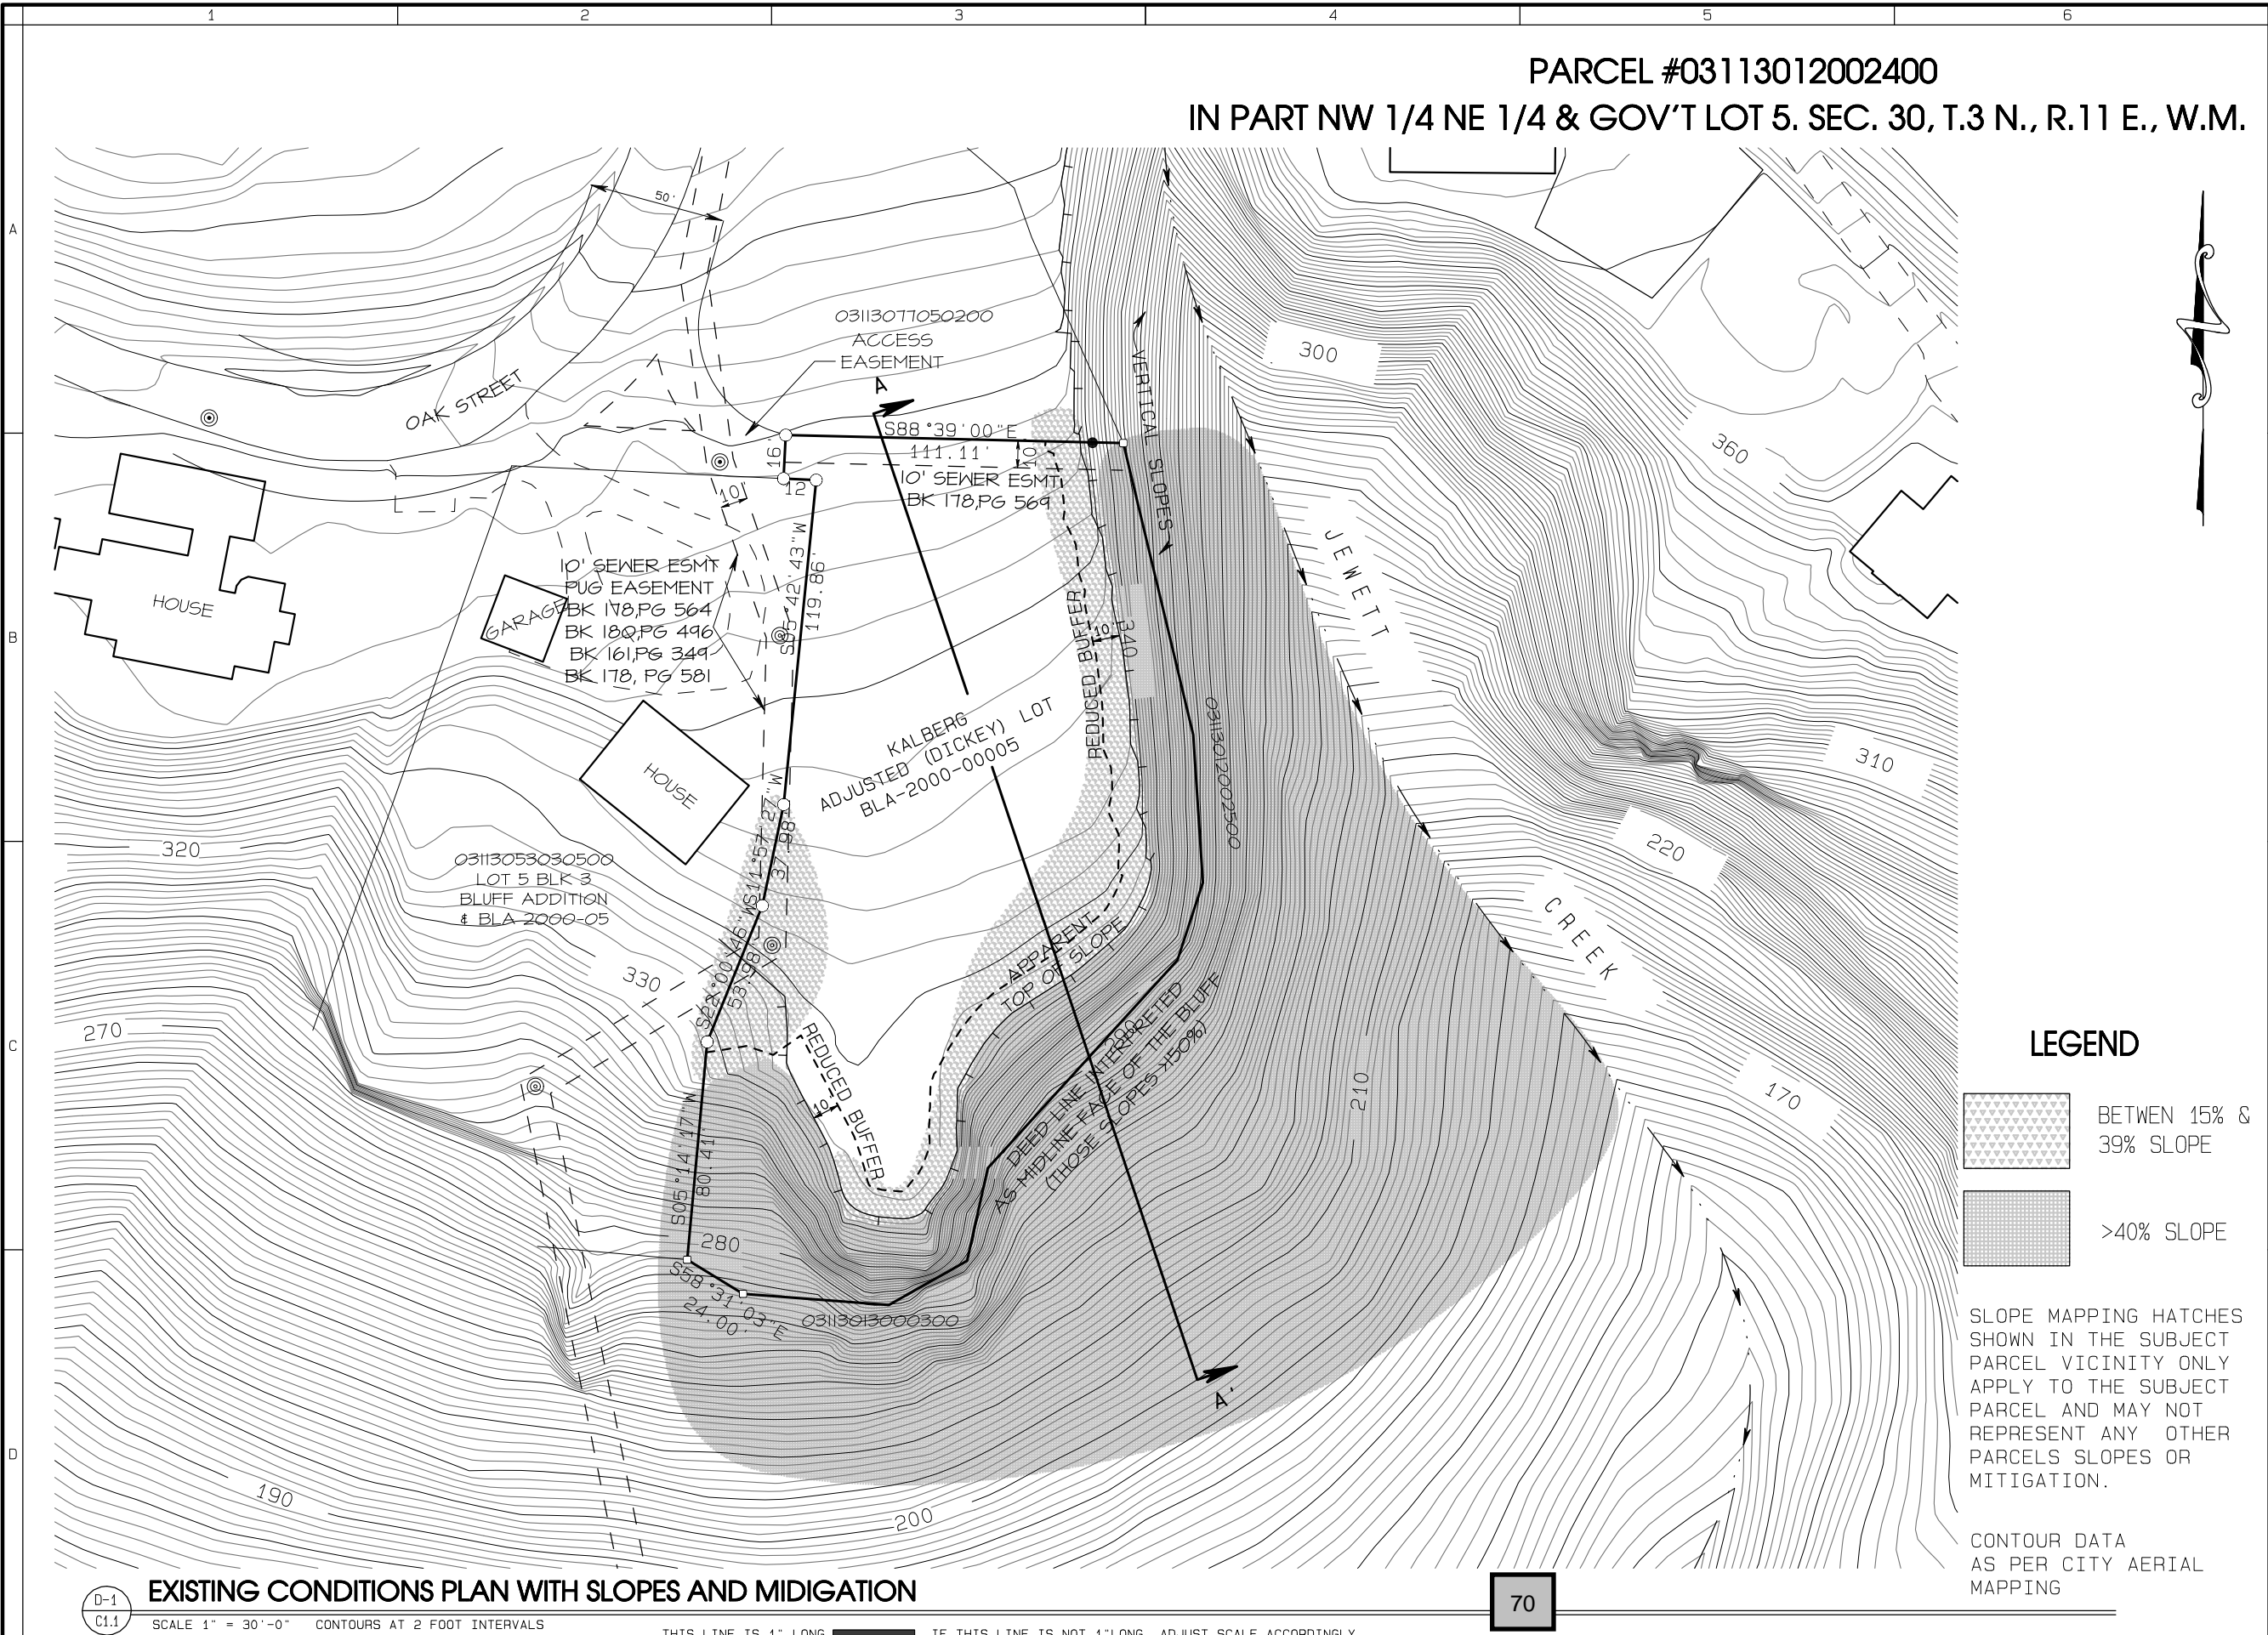 1 2 3 4 5 6
PARCEL #03113012002400
IN PART NW 1/4 NE 1/4 & GOV'T LOT 5. SEC. 30, T.3 N., R.11 E., W.M.
A
50'
03113077050200
ACCESS
EASEMENT
A
OAK STREET
VERTICAL SLOPES
300
360
S88°39'00"E
111.11'
10'
16'
12'
10' SEWER ESMT
BK 178,PG 569
10'
JEWETT
10' SEWER ESMT
PUG EASEMENT
BK 178,PG 564
BK 180,PG 496
BK 161,PG 349
BK 178, PG 581
S05°42'43"W
119.86'
HOUSE
GARAGE
B
REDUCED BUFFER
10'
340
KALBERG
ADJUSTED (DICKEY) LOT
BLA-2000-00005
03113012002500
HOUSE
310
220
320
S11°57'27"W
37.98'
03113053030500
LOT 5 BLK 3
BLUFF ADDITION
& BLA 2000-05
CREEK
S22°00'46"W
53.98'
APPARENT
TOP OF SLOPE
330
270
C
REDUCED BUFFER
10'
DEED LINE INTERPRETED
AS MIDLINE FACE OF THE BLUFF
(THOSE SLOPES >150%)
210
170
S05°14'17"W
80.41'
280
S58°31'03"E
24.00'
03113013000300
A'
D
190
200
LEGEND
BETWEN 15% &
39% SLOPE
>40% SLOPE
SLOPE MAPPING HATCHES
SHOWN IN THE SUBJECT
PARCEL VICINITY ONLY
APPLY TO THE SUBJECT
PARCEL AND MAY NOT
REPRESENT ANY OTHER
PARCELS SLOPES OR
MITIGATION.
CONTOUR DATA
AS PER CITY AERIAL
MAPPING
D-1
C1.1
EXISTING CONDITIONS PLAN WITH SLOPES AND MIDIGATION
SCALE 1" = 30'-0" CONTOURS AT 2 FOOT INTERVALS
70
THIS LINE IS 1" LONG IF THIS LINE IS NOT 1"LONG, ADJUST SCALE ACCORDINGLY